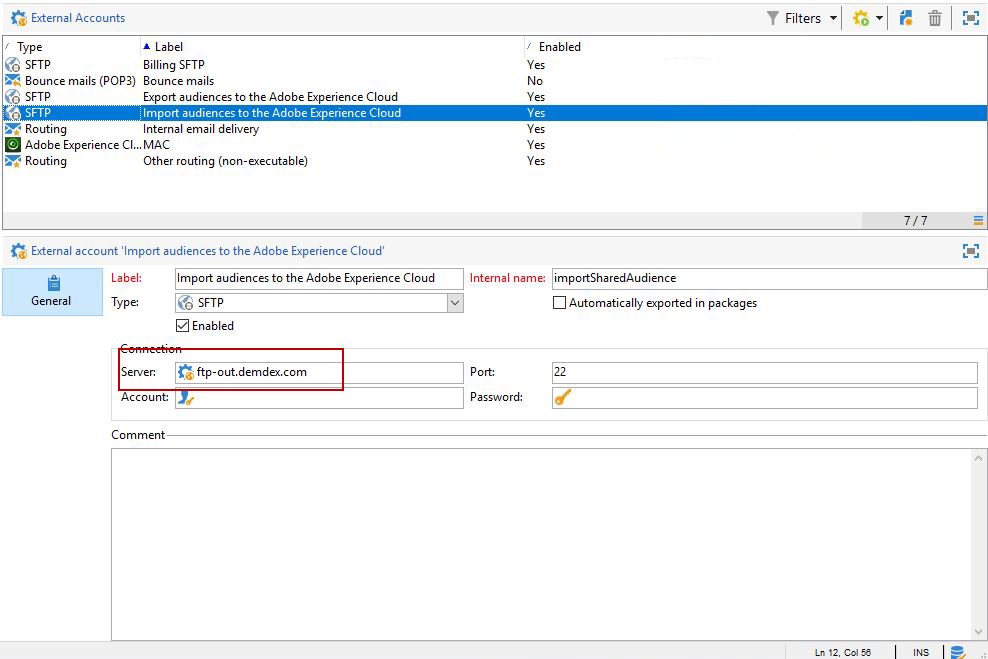 External Accounts
Filters
Type Label Enabled
SFTP Billing SFTP Yes
Bounce mails (POP3) Bounce mails No
SFTP Export audiences to the Adobe Experience Cloud Yes
SFTP Import audiences to the Adobe Experience Cloud Yes
Routing Internal email delivery Yes
Adobe Experience Cl... MAC Yes
Routing Other routing (non-executable) Yes
7 / 7
External account 'Import audiences to the Adobe Experience Cloud'
General
Label: Import audiences to the Adobe Experience Cloud Internal name: importSharedAudience
Type: SFTP Automatically exported in packages
Enabled
Connection
Server: ftp-out.demdex.com Port: 22
Account: Password:
Comment
Ln 12, Col 56 INS